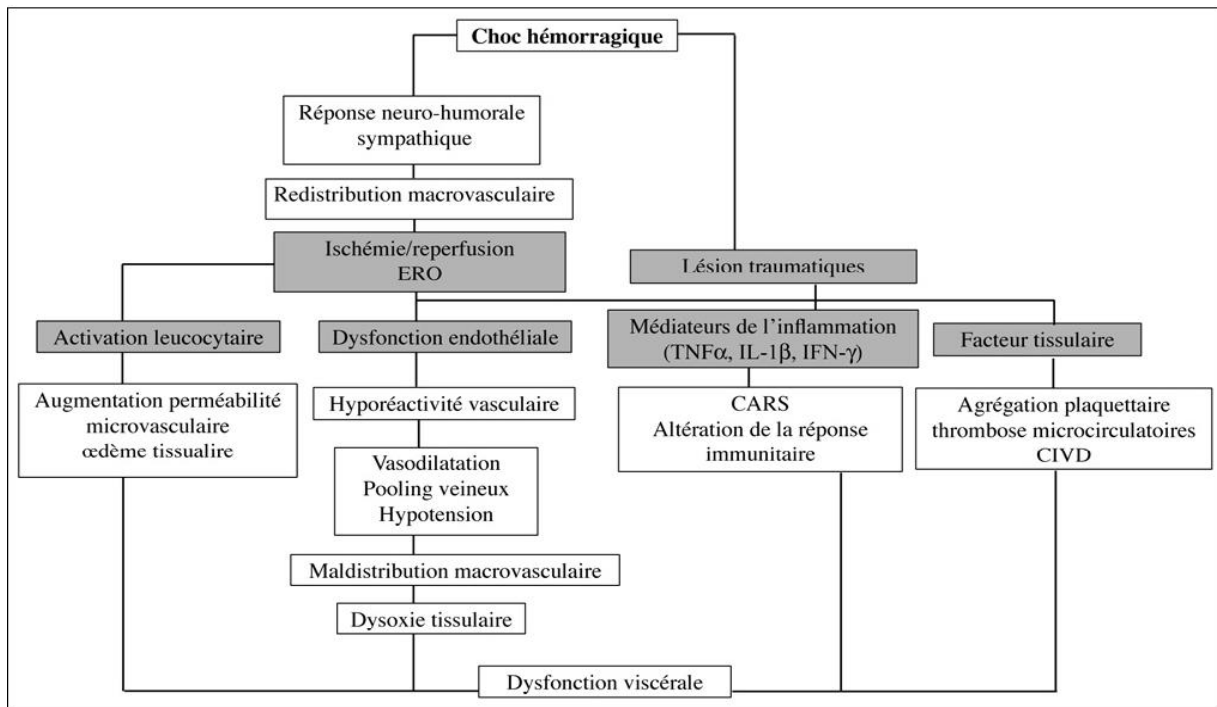 Choc hémorragique
Réponse neuro-humorale
sympathique
Redistribution macrovasculaire
Ischémie/reperfusion
ERO
Lésion traumatiques
Activation leucocytaire
Dysfonction endothéliale
Médiateurs de l'inflammation
(TNFα, IL-1β, IFN-γ)
Facteur tissulaire
Augmentation perméabilité
microvasculaire
œdème tissualire
Hyporéactivité vasculaire
CARS
Altération de la réponse
immunitaire
Agrégation plaquettaire
thrombose microcirculatoires
CIVD
Vasodilatation
Pooling veineux
Hypotension
Maldistribution macrovasculaire
Dysoxie tissulaire
Dysfonction viscérale